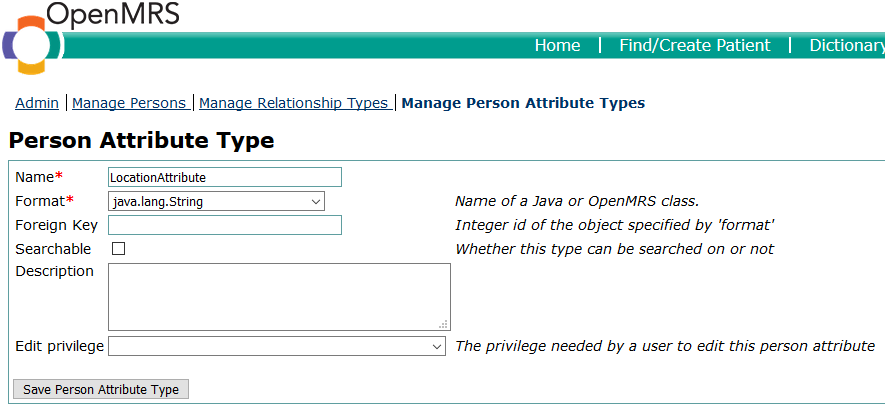 OpenMRS
Home | Find/Create Patient | Dictionary
Admin | Manage Persons | Manage Relationship Types | Manage Person Attribute Types
Person Attribute Type
Name* LocationAttribute
Format* java.lang.String Name of a Java or OpenMRS class.
Foreign Key Integer id of the object specified by 'format'
Searchable Whether this type can be searched on or not
Description
Edit privilege The privilege needed by a user to edit this person attribute
Save Person Attribute Type